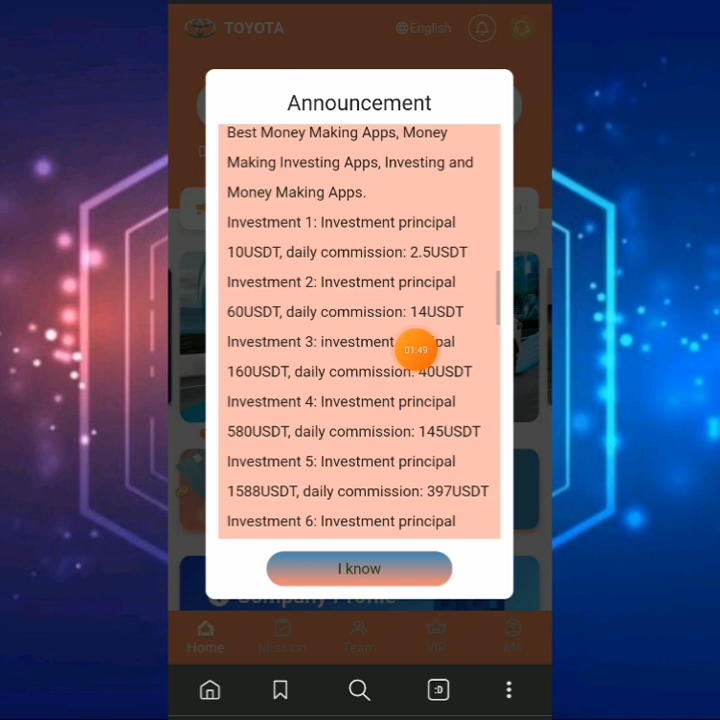 TOYOTA
English
Announcement
Best Money Making Apps, Money
Making Investing Apps, Investing and
Money Making Apps.
Investment 1: Investment principal
10USDT, daily commission: 2.5USDT
Investment 2: Investment principal
60USDT, daily commission: 14USDT
Investment 3: investment pal
01:49
160USDT, daily commission: 40USDT
Investment 4: Investment principal
580USDT, daily commission: 145USDT
Investment 5: Investment principal
1588USDT, daily commission: 397USDT
Investment 6: Investment principal
I know
Company Profile
Home Mission Team VIP Me
:D